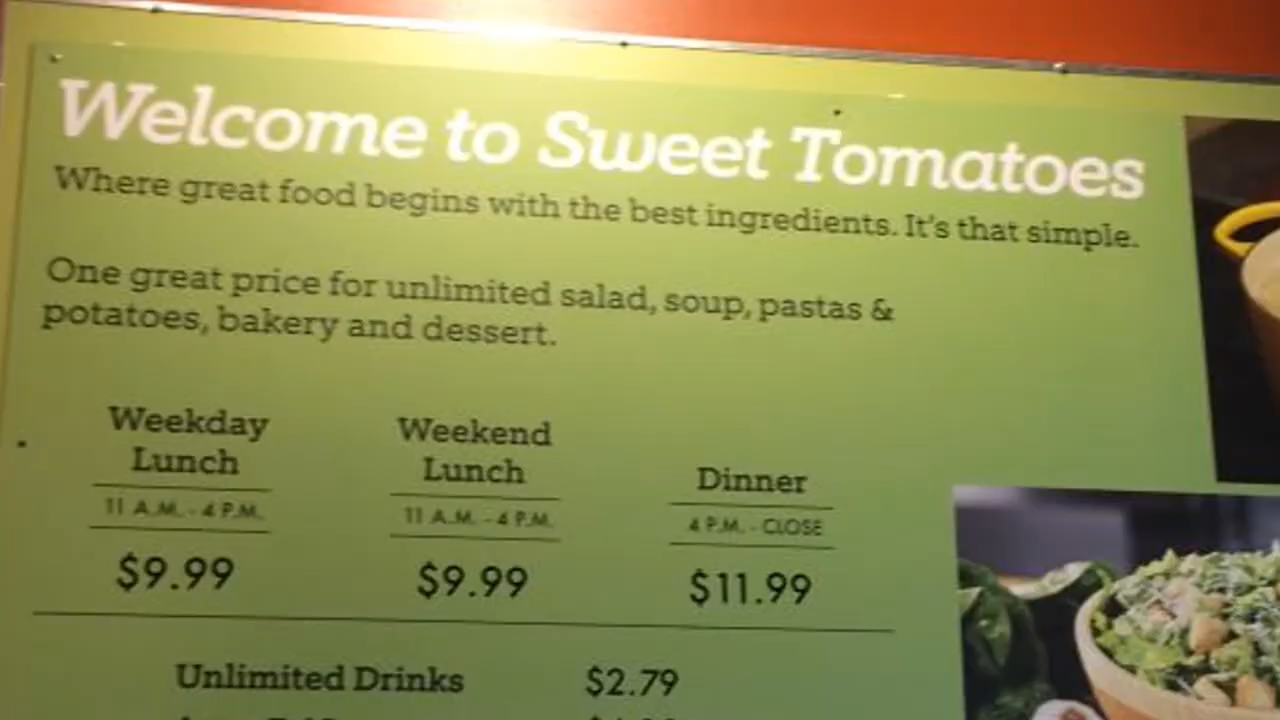 Welcome to Sweet Tomatoes
Where great food begins with the best ingredients. It's that simple.
One great price for unlimited salad, soup, pastas &
potatoes, bakery and dessert.
Weekday
Lunch
11 A.M. - 4 P.M.
$9.99
Weekend
Lunch
11 A.M. - 4 P.M.
$9.99
Dinner
4 P.M. - CLOSE
$11.99
Unlimited Drinks $2.79